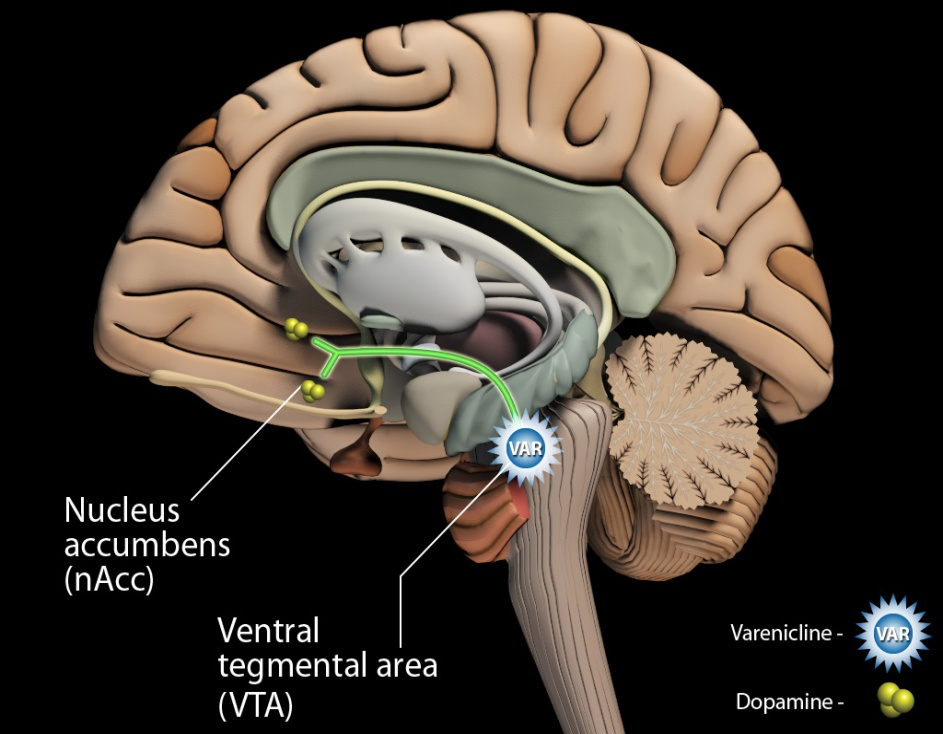 VAR
Nucleus
accumbens
(nAcc)
Ventral
tegmental area
(VTA)
Varenicline - VAR
Dopamine -